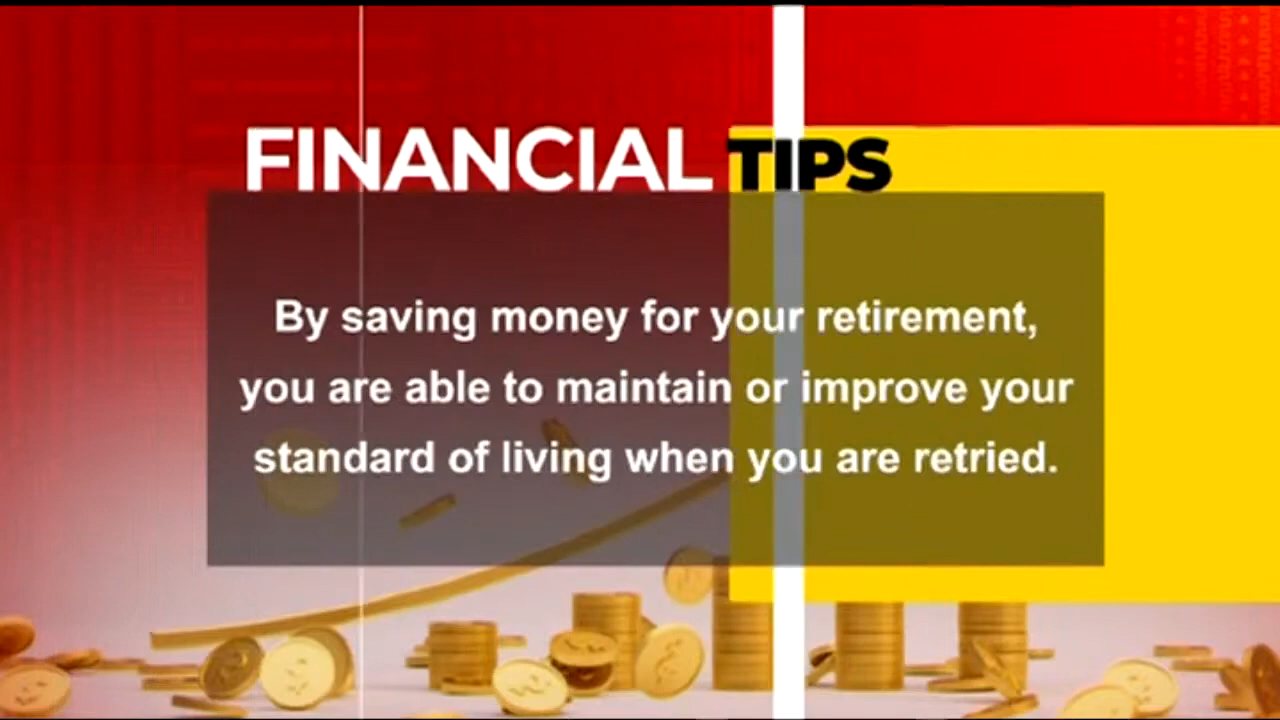 FINANCIAL TIPS
By saving money for your retirement,
you are able to maintain or improve your
standard of living when you are retried.